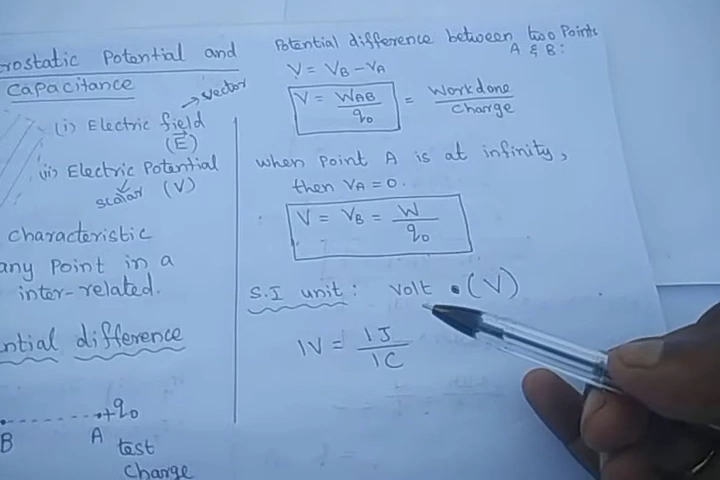 rostatic Potential and
Capacitance
→ vector
(i) Electric field
(E)
(ii) Electric Potential
scalar (V)
characteristic
any Point in a
inter-related.
ntial difference
B A +q0
test
charge
Potential difference between two Points
A & B:
V = VB - VA
V = WAB / q0 = Workdone / Charge
when Point A is at infinity,
then VA = 0.
V = VB = W / q0
S.I unit: Volt . (V)
1V = 1J / 1C